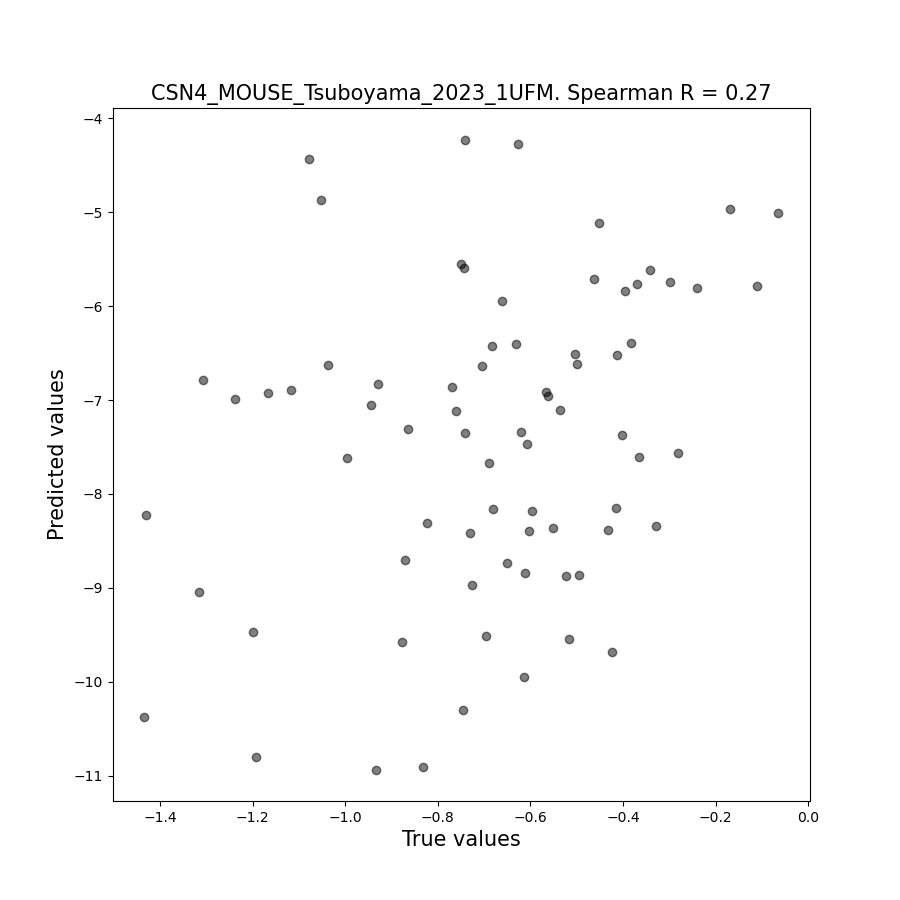 CSN4_MOUSE_Tsuboyama_2023_1UFM. Spearman R = 0.27
−4
−5
−6
−7
−8
−9
−10
−11
Predicted values
−1.4 −1.2 −1.0 −0.8 −0.6 −0.4 −0.2 0.0
True values